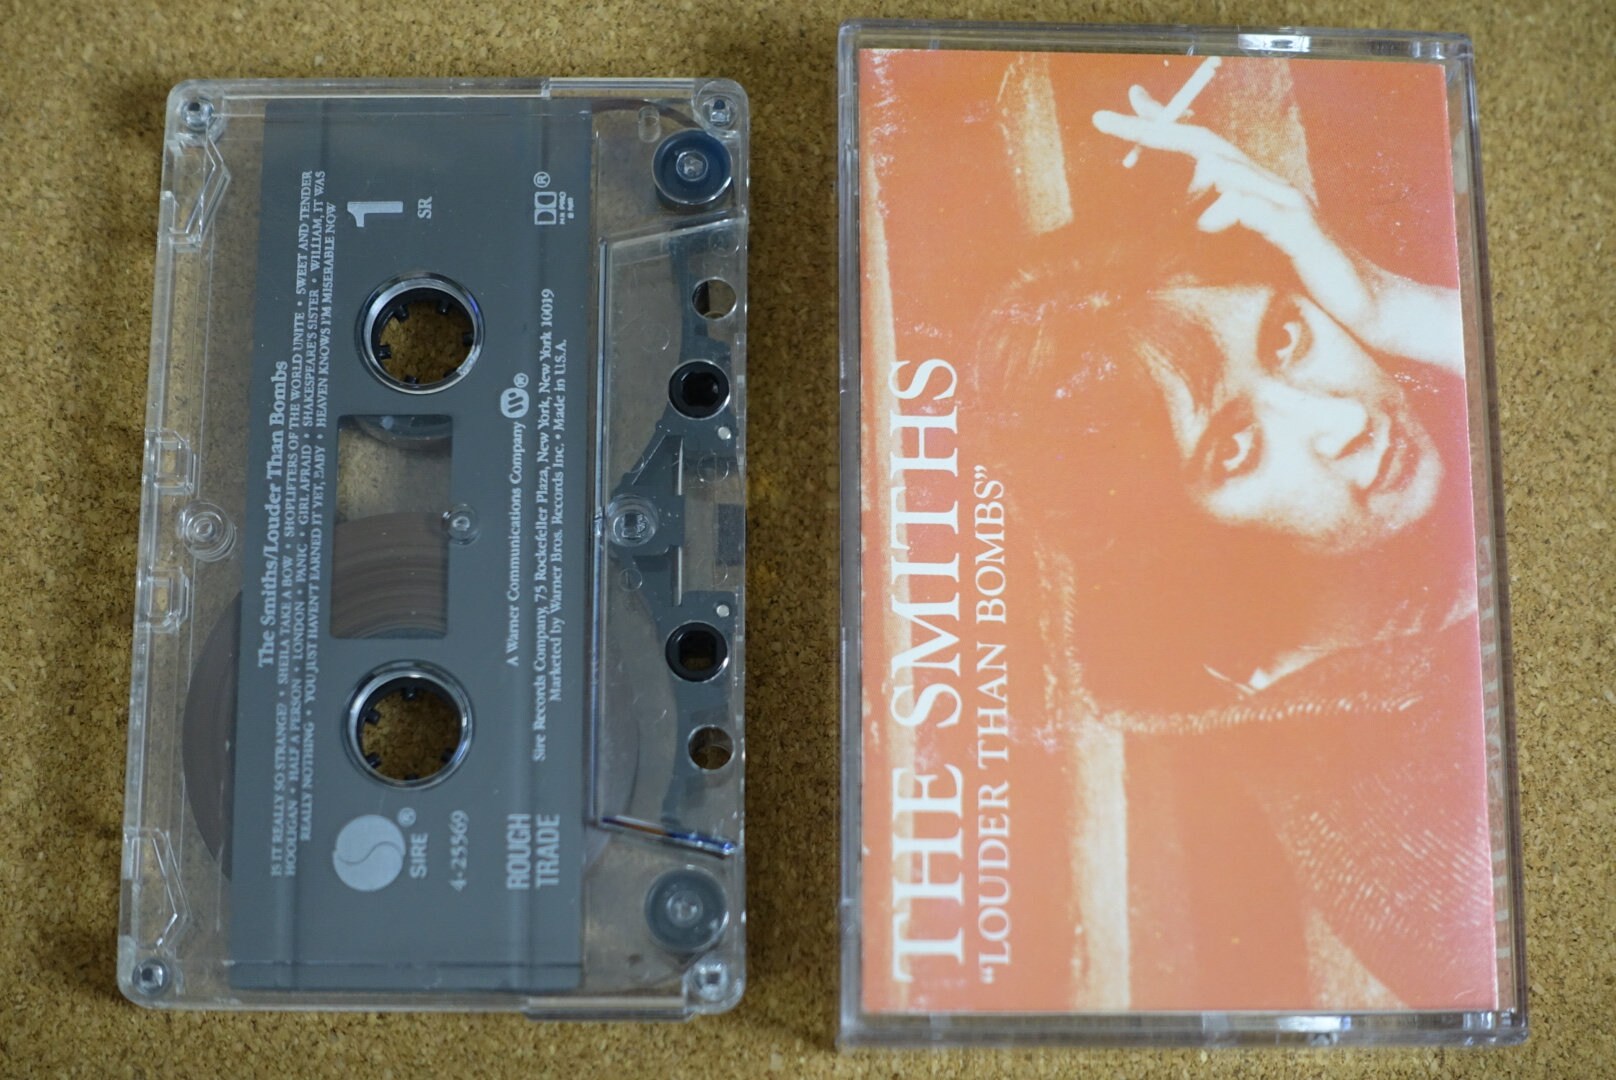 The Smiths/Louder Than Bombs
IS IT REALLY SO STRANGE? • SHEILA TAKE A BOW • SHOPLIFTERS OF THE WORLD UNITE • SWEET AND TENDER
HOOLIGAN • HALF A PERSON • LONDON • PANIC • GIRL AFRAID • SHAKESPEARE'S SISTER • WILLIAM, IT WAS
REALLY NOTHING • YOU JUST HAVEN'T EARNED IT YET, BABY • HEAVEN KNOWS I'M MISERABLE NOW
1
SR
SIRE®
4-25569
ROUGH
TRADE
A Warner Communications Company ®
Sire Records Company, 75 Rockefeller Plaza, New York, New York 10019
Marketed by Warner Bros. Records Inc. • Made in U.S.A.
HX PRO
THE SMITHS
“LOUDER THAN BOMBS”